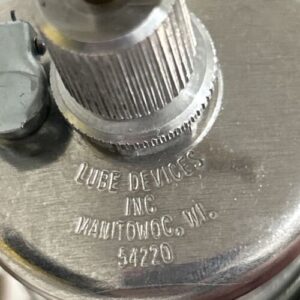 LUBE DEVICES
INC
MANITOWOC, WI.
54220